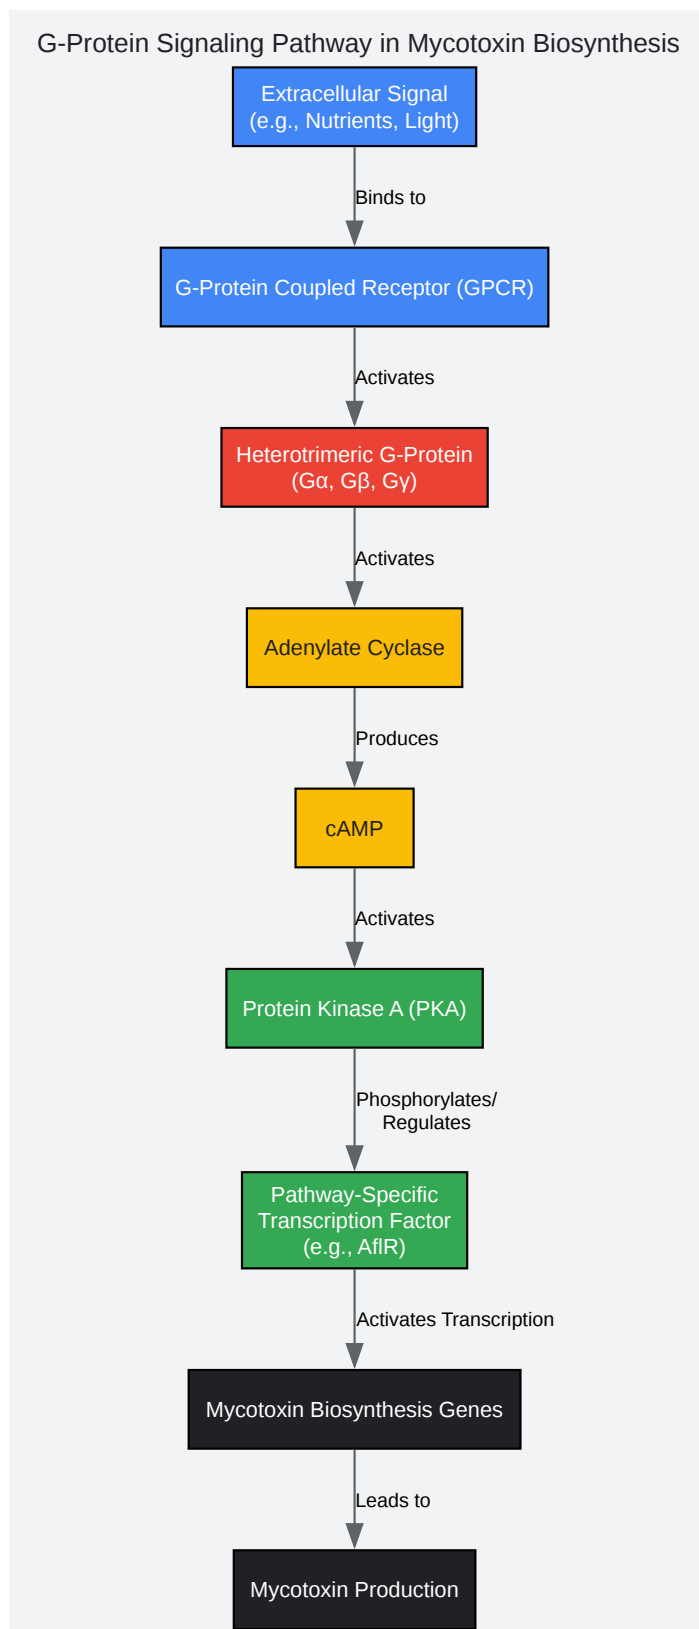 G-Protein Signaling Pathway in Mycotoxin Biosynthesis
Extracellular Signal
(e.g., Nutrients, Light)
Binds to
G-Protein Coupled Receptor (GPCR)
Activates
Heterotrimeric G-Protein
(Gα, Gβ, Gγ)
Activates
Adenylate Cyclase
Produces
cAMP
Activates
Protein Kinase A (PKA)
Phosphorylates/
Regulates
Pathway-Specific
Transcription Factor
(e.g., AflR)
Activates Transcription
Mycotoxin Biosynthesis Genes
Leads to
Mycotoxin Production